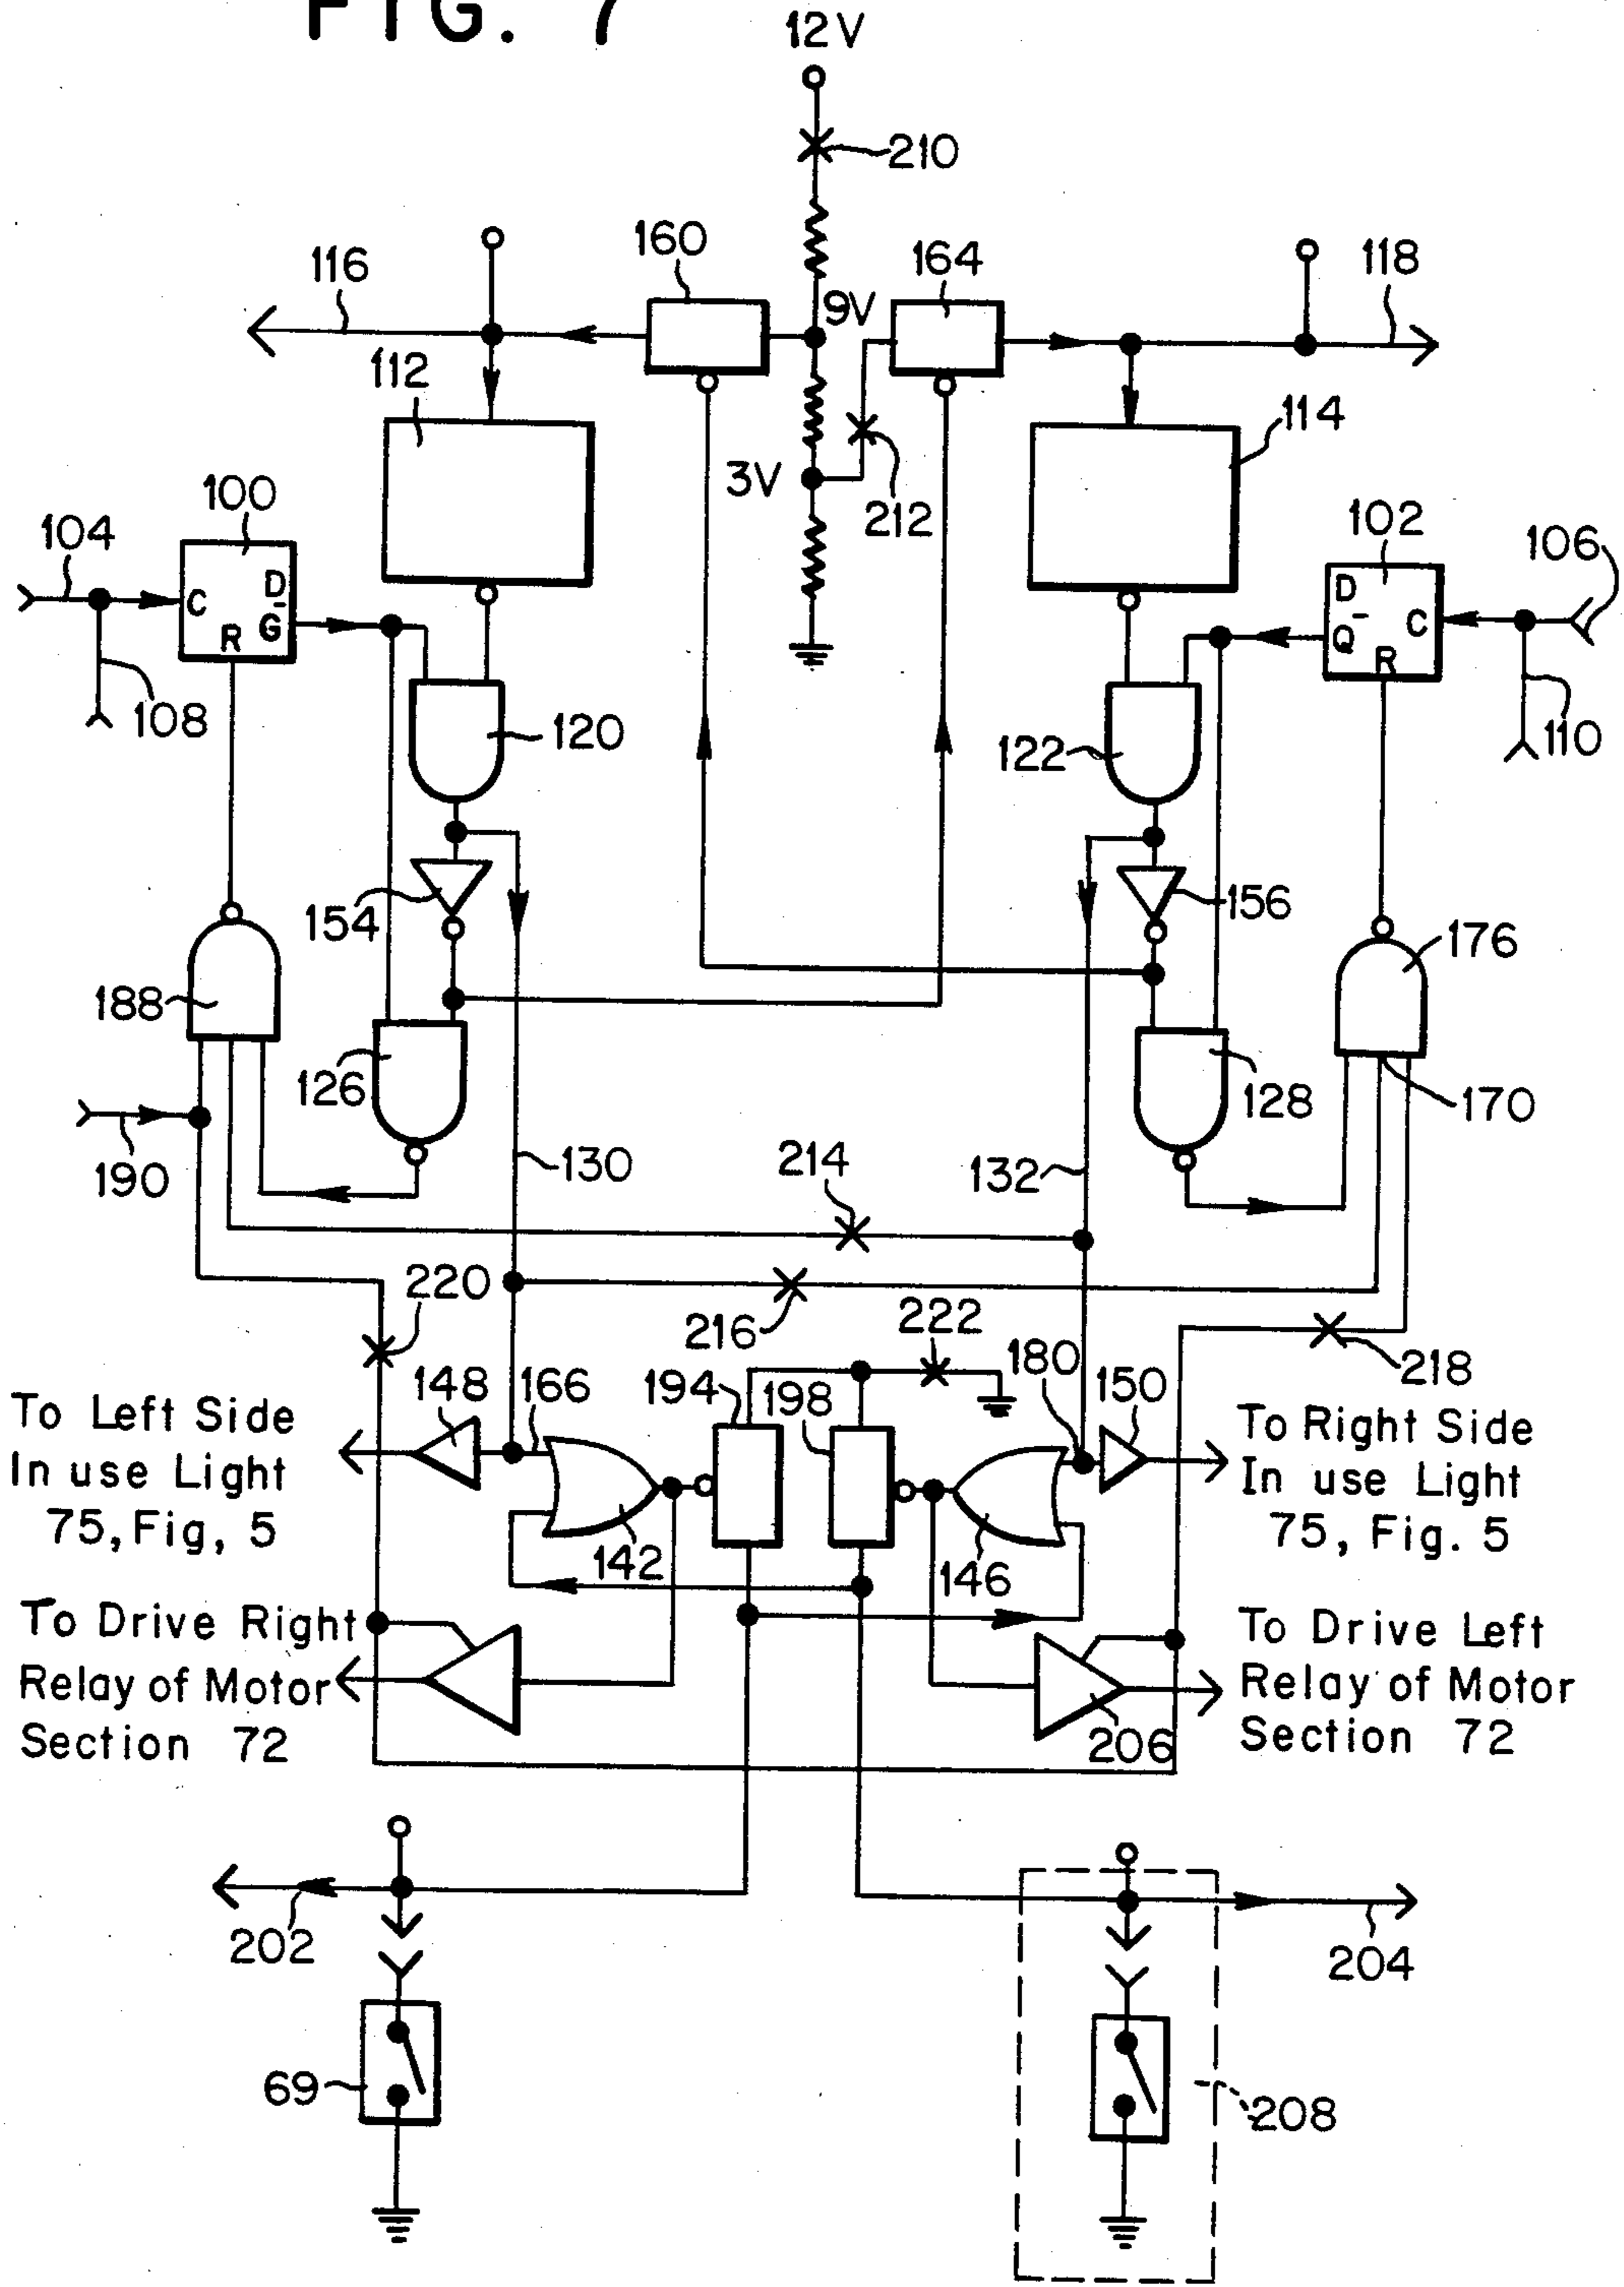 FIG. 7
12V
210
160
164
116
118
9V
112
114
3V
212
100
102
104
106
D
C
G
R
D
C
Q
R
108
110
120
122
154
156
188
176
126
128
170
190
130
132
214
220
216
222
218
148
166
194
198
180
150
To Left Side
In use Light
75, Fig, 5
To Right Side
In use Light
75, Fig. 5
142
146
To Drive Right
Relay of Motor
Section 72
To Drive Left
Relay of Motor
Section 72
206
202
204
69
208